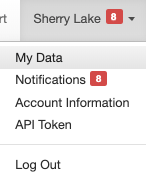 rt Sherry Lake 8
My Data
Notifications 8
Account Information
API Token
Log Out